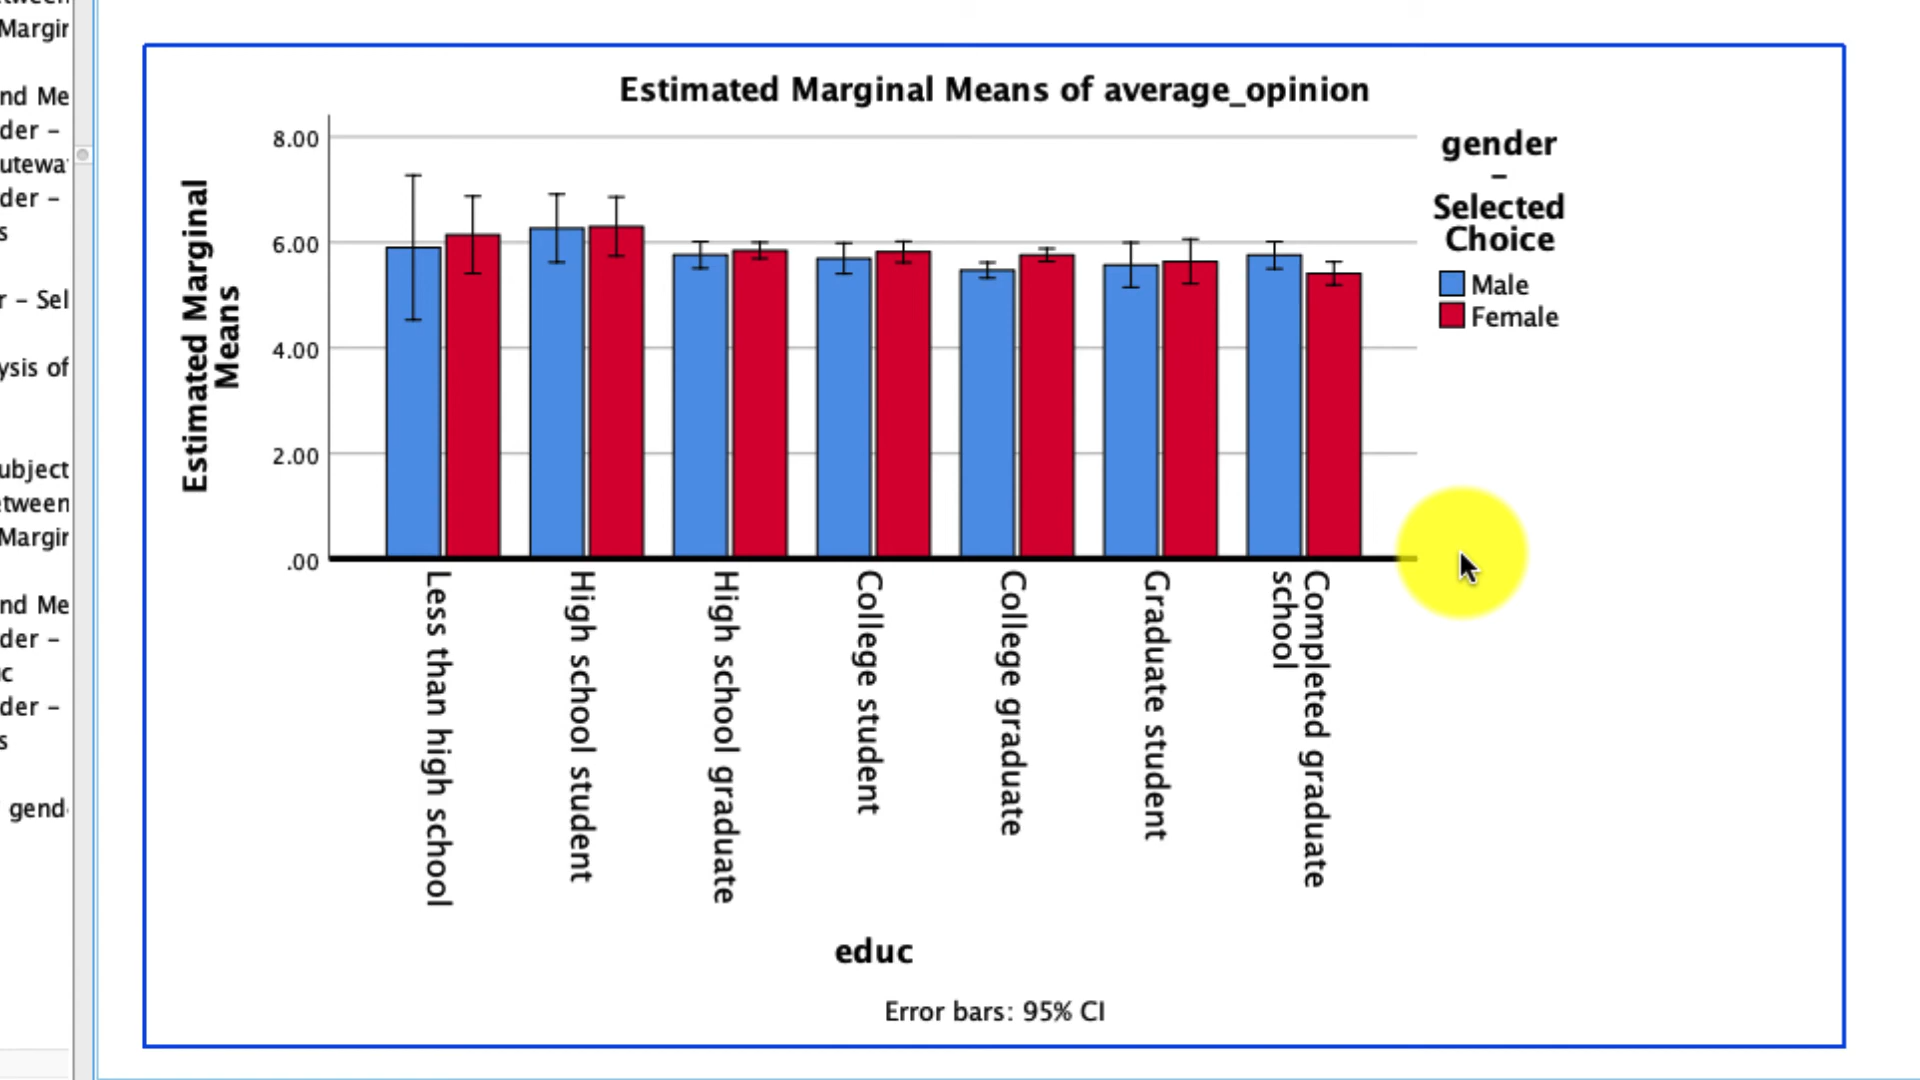 Margir
nd Me
der –
utewa
der –
s
r – Sel
ysis of
ubject
etween
Margir
nd Me
der –
c
der –
s
gend
Estimated Marginal Means of average_opinion
Estimated Marginal
Means
8.00
6.00
4.00
2.00
.00
gender
–
Selected
Choice
Male
Female
Less than high school
High school student
High school graduate
College student
College graduate
Graduate student
Completed graduate
school
educ
Error bars: 95% CI